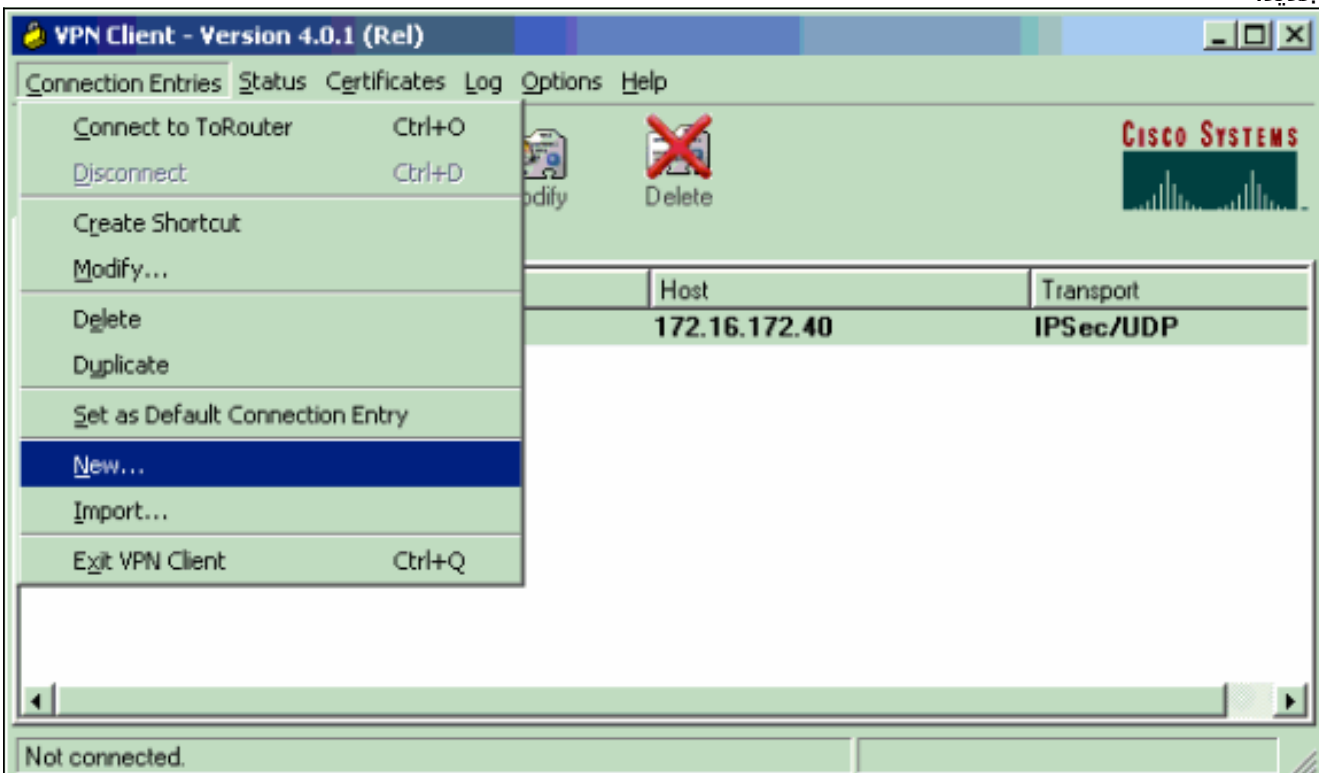 VPN Client - Version 4.0.1 (Rel)
Connection Entries Status Certificates Log Options Help
Connect to ToRouter Ctrl+O
Disconnect Ctrl+D
Create Shortcut
Modify...
Delete
Duplicate
Set as Default Connection Entry
New...
Import...
Exit VPN Client Ctrl+Q
odify Delete
CISCO SYSTEMS
Host Transport
172.16.172.40 IPSec/UDP
Not connected.